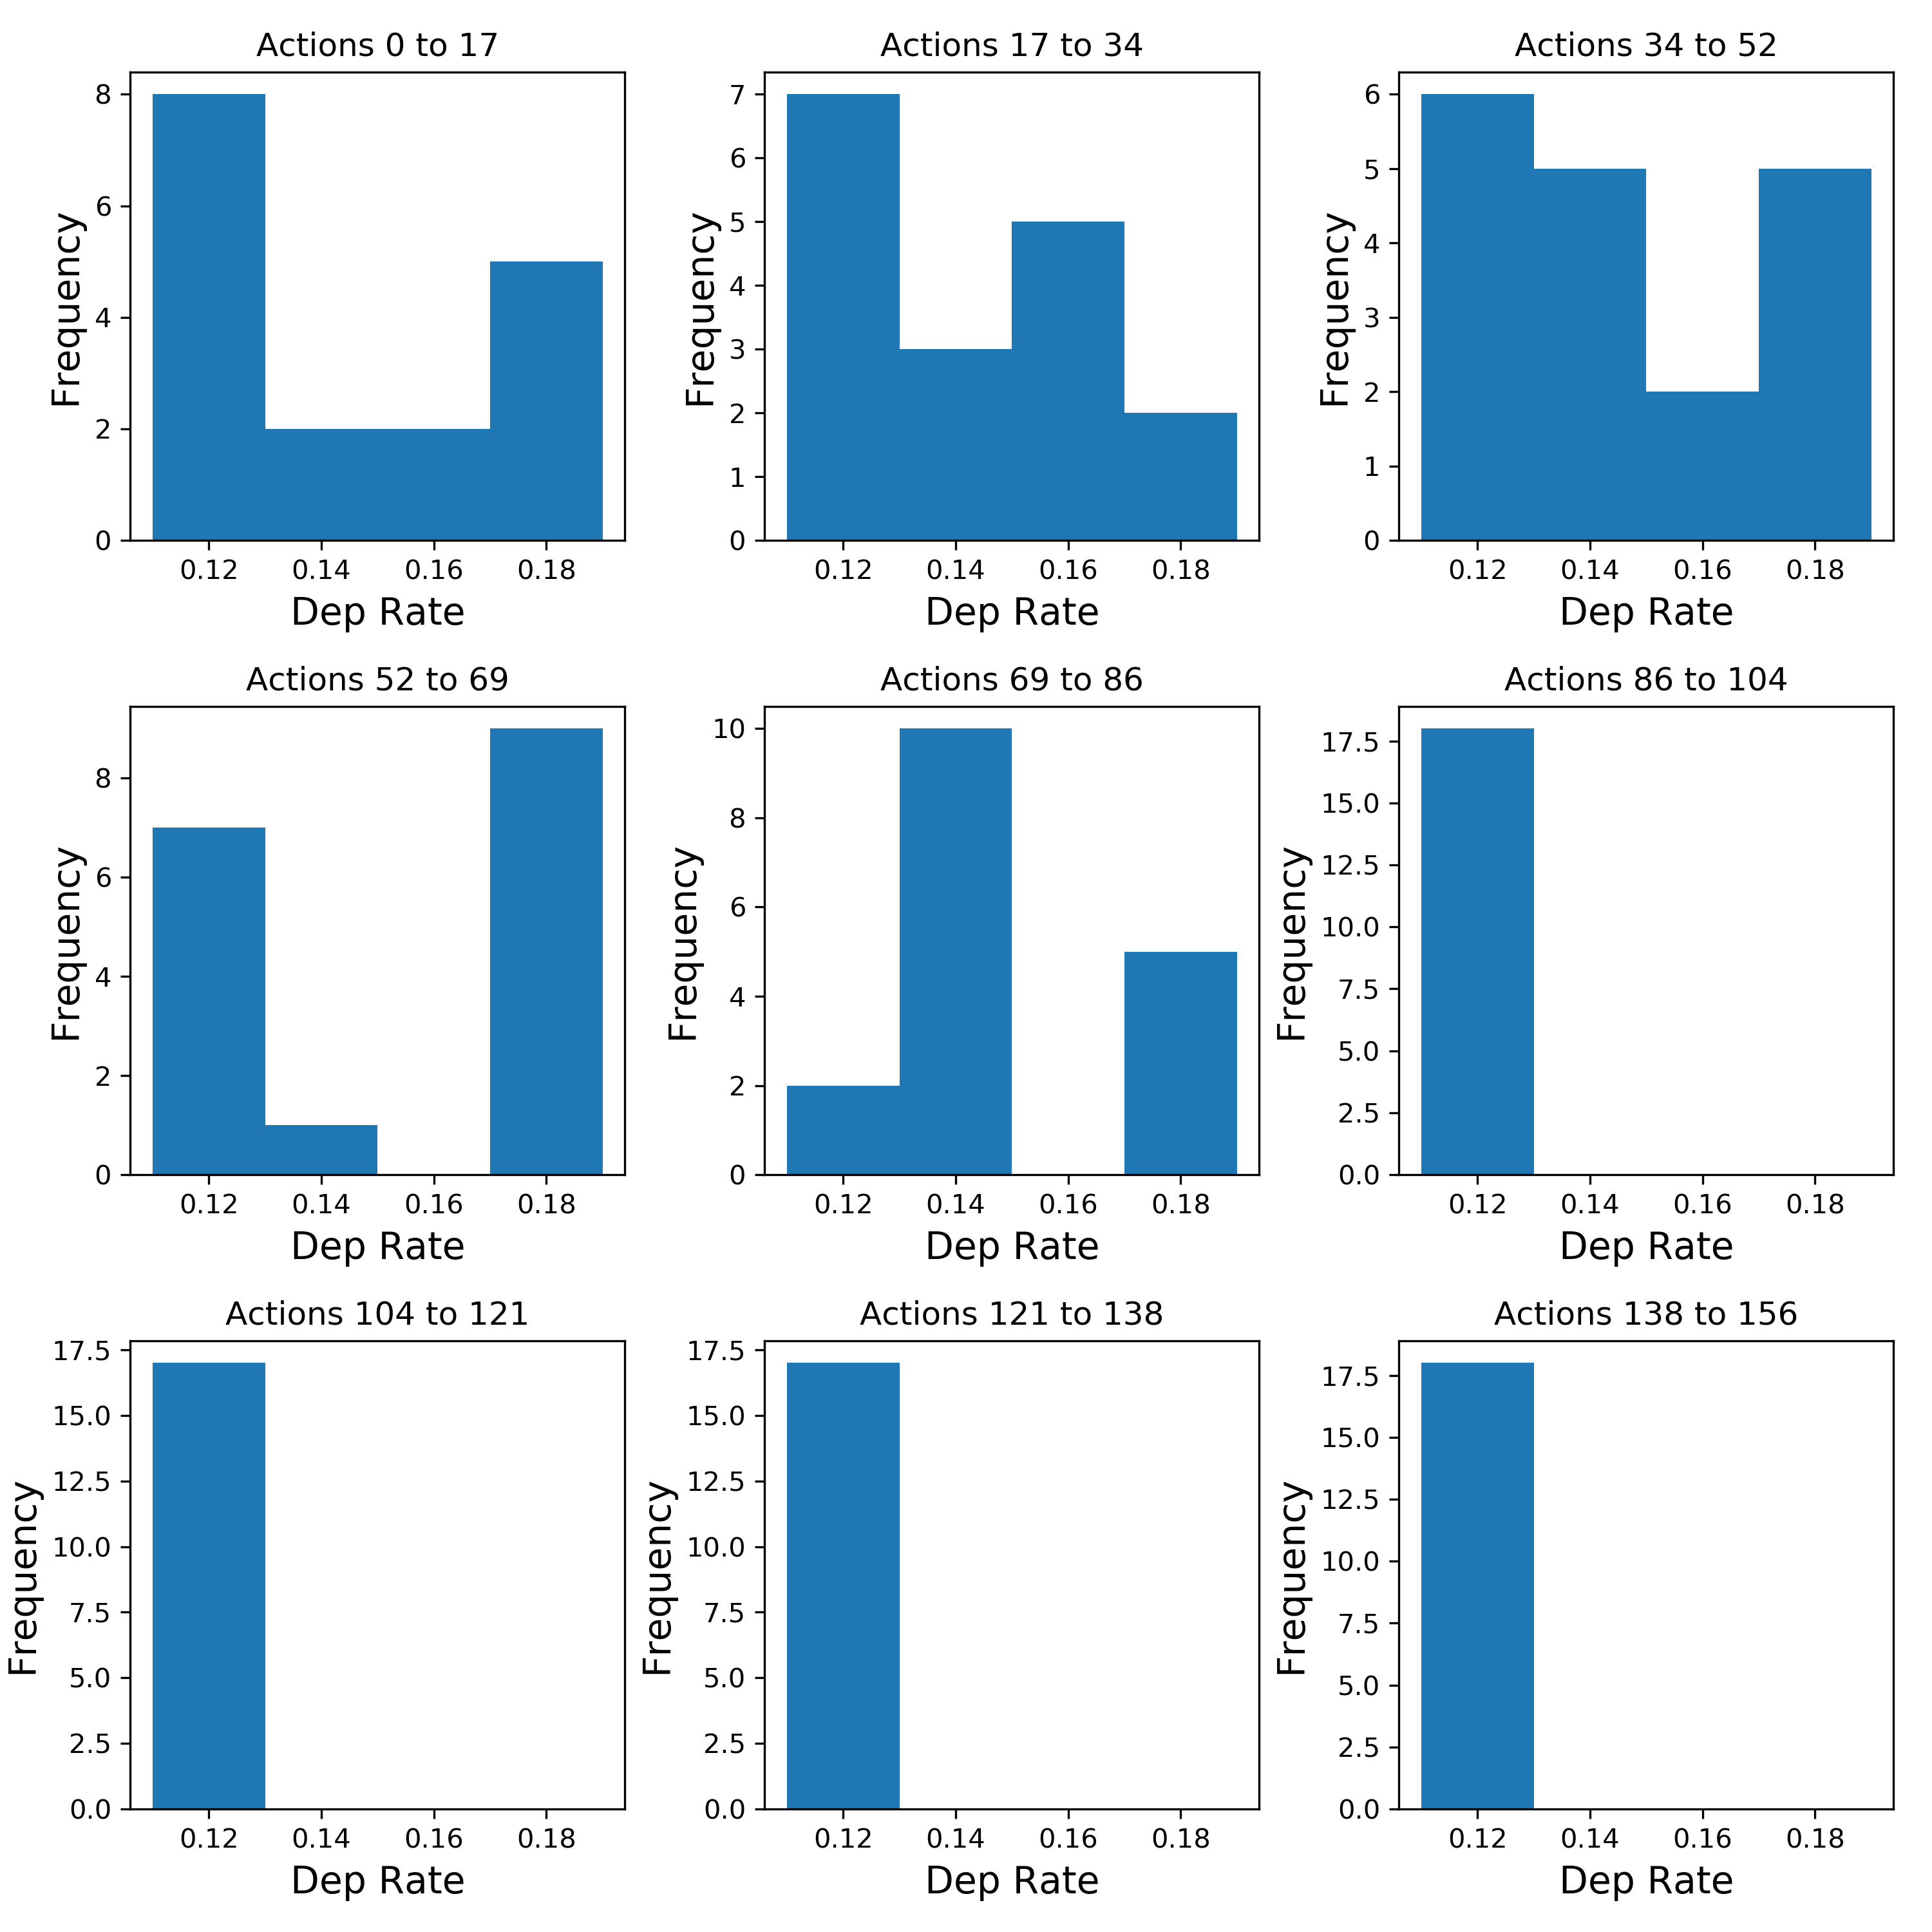 Actions 0 to 17
Frequency
8
6
4
2
0
0.12 0.14 0.16 0.18
Dep Rate
Actions 17 to 34
Frequency
7
6
5
4
3
2
1
0
0.12 0.14 0.16 0.18
Dep Rate
Actions 34 to 52
Frequency
6
5
4
3
2
1
0
0.12 0.14 0.16 0.18
Dep Rate
Actions 52 to 69
Frequency
8
6
4
2
0
0.12 0.14 0.16 0.18
Dep Rate
Actions 69 to 86
Frequency
10
8
6
4
2
0
0.12 0.14 0.16 0.18
Dep Rate
Actions 86 to 104
Frequency
17.5
15.0
12.5
10.0
7.5
5.0
2.5
0.0
0.12 0.14 0.16 0.18
Dep Rate
Actions 104 to 121
Frequency
17.5
15.0
12.5
10.0
7.5
5.0
2.5
0.0
0.12 0.14 0.16 0.18
Dep Rate
Actions 121 to 138
Frequency
17.5
15.0
12.5
10.0
7.5
5.0
2.5
0.0
0.12 0.14 0.16 0.18
Dep Rate
Actions 138 to 156
Frequency
17.5
15.0
12.5
10.0
7.5
5.0
2.5
0.0
0.12 0.14 0.16 0.18
Dep Rate